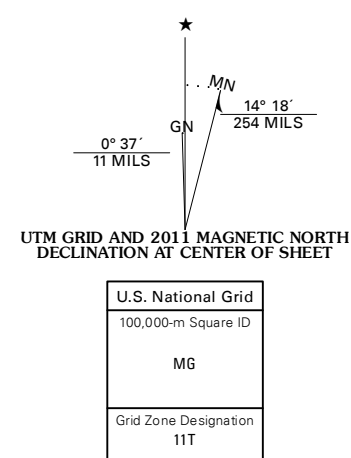 ★
MN
GN
14° 18´
254 MILS
0° 37´
11 MILS
UTM GRID AND 2011 MAGNETIC NORTH
DECLINATION AT CENTER OF SHEET
U.S. National Grid
100,000-m Square ID
MG
Grid Zone Designation
11T